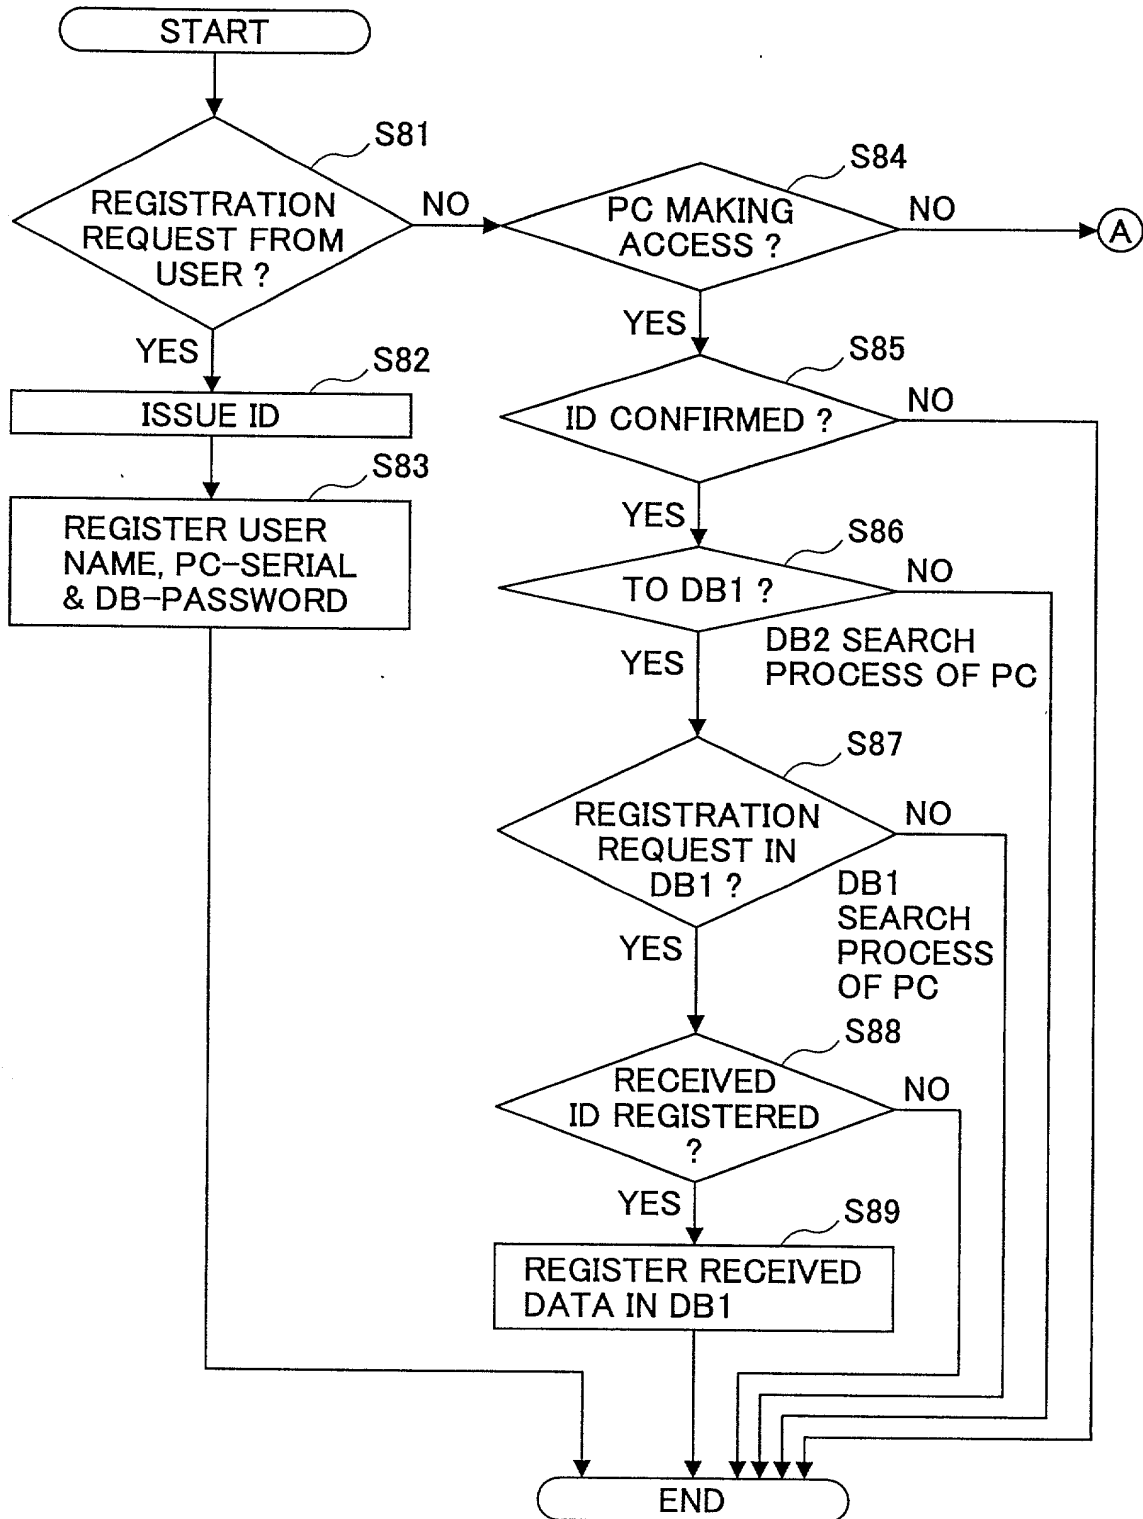 START
S81
REGISTRATION
REQUEST FROM
USER ?
NO
YES
S82
ISSUE ID
S83
REGISTER USER
NAME, PC-SERIAL
& DB-PASSWORD
S84
PC MAKING
ACCESS ?
NO
A
YES
S85
ID CONFIRMED ?
NO
YES
S86
TO DB1 ?
NO
YES
DB2 SEARCH
PROCESS OF PC
S87
REGISTRATION
REQUEST IN
DB1 ?
NO
YES
DB1
SEARCH
PROCESS
OF PC
S88
RECEIVED
ID REGISTERED
?
NO
YES
S89
REGISTER RECEIVED
DATA IN DB1
END